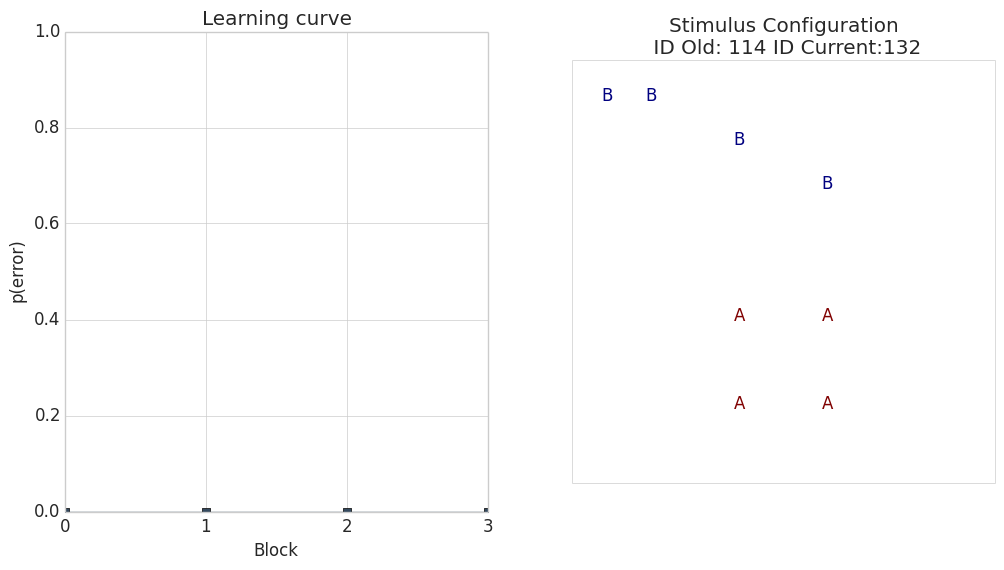 Learning curve
1.0
0.8
0.6
0.4
0.2
0.0
0 1 2 3
p(error)
Block
Stimulus Configuration
ID Old: 114 ID Current:132
B B
B
B
A A
A A